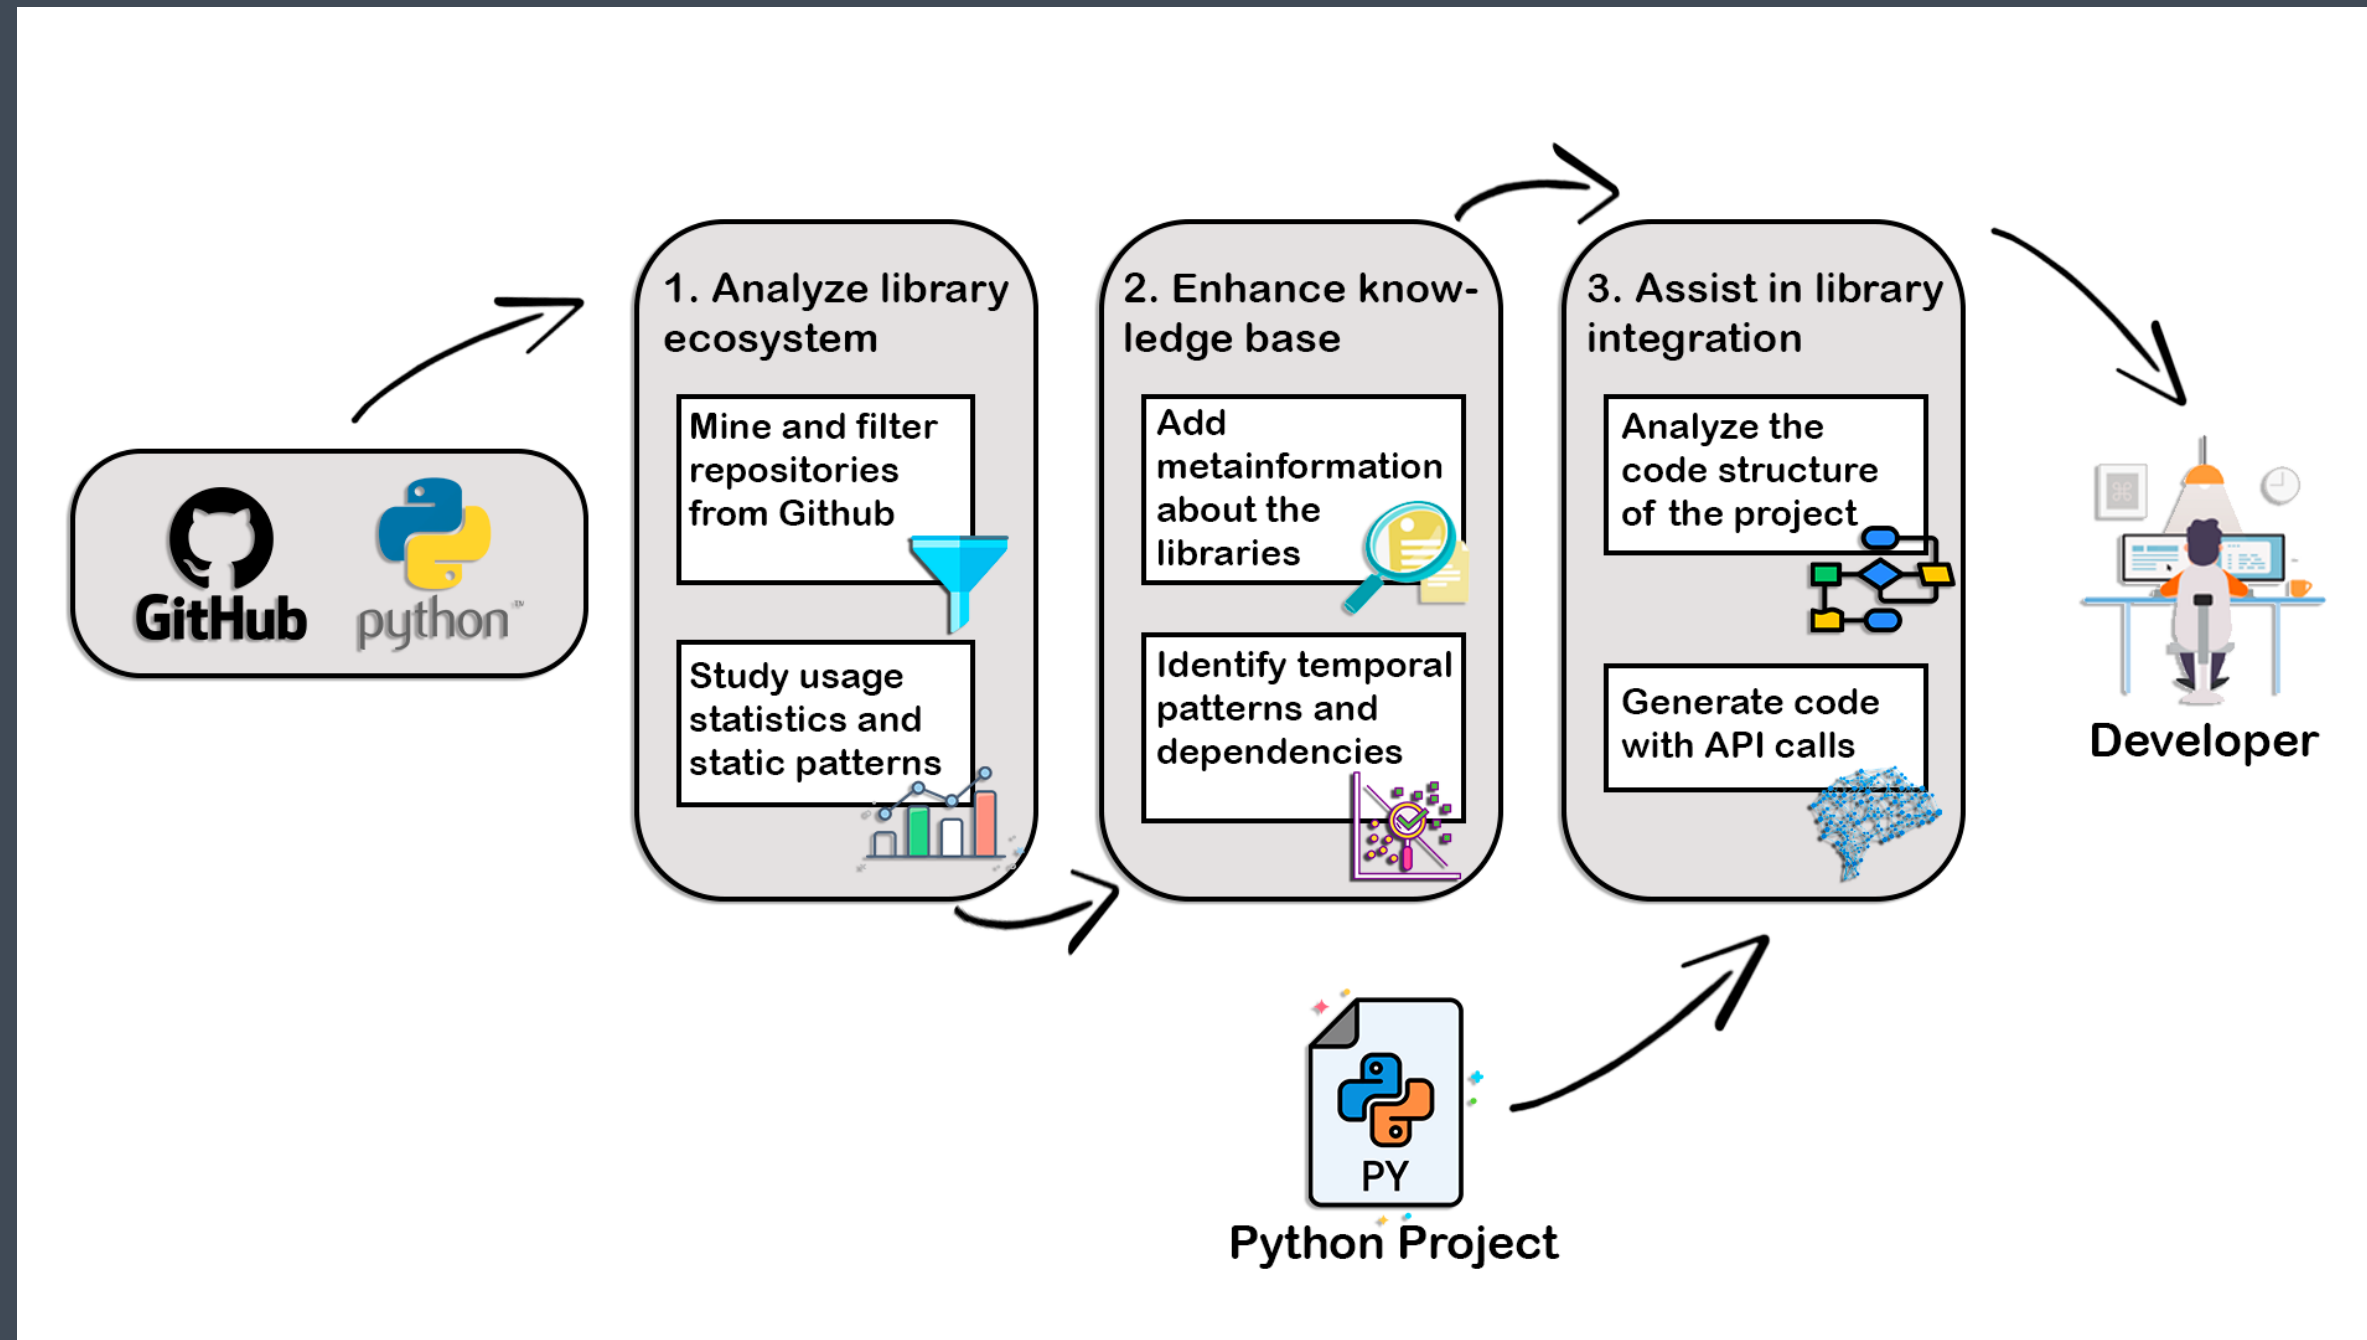 GitHub
python™
1. Analyze library
ecosystem
Mine and filter
repositories
from Github
Study usage
statistics and
static patterns
2. Enhance know-
ledge base
Add
metainformation
about the
libraries
Identify temporal
patterns and
dependencies
3. Assist in library
integration
Analyze the
code structure
of the project
Generate code
with API calls
Developer
PY
Python Project